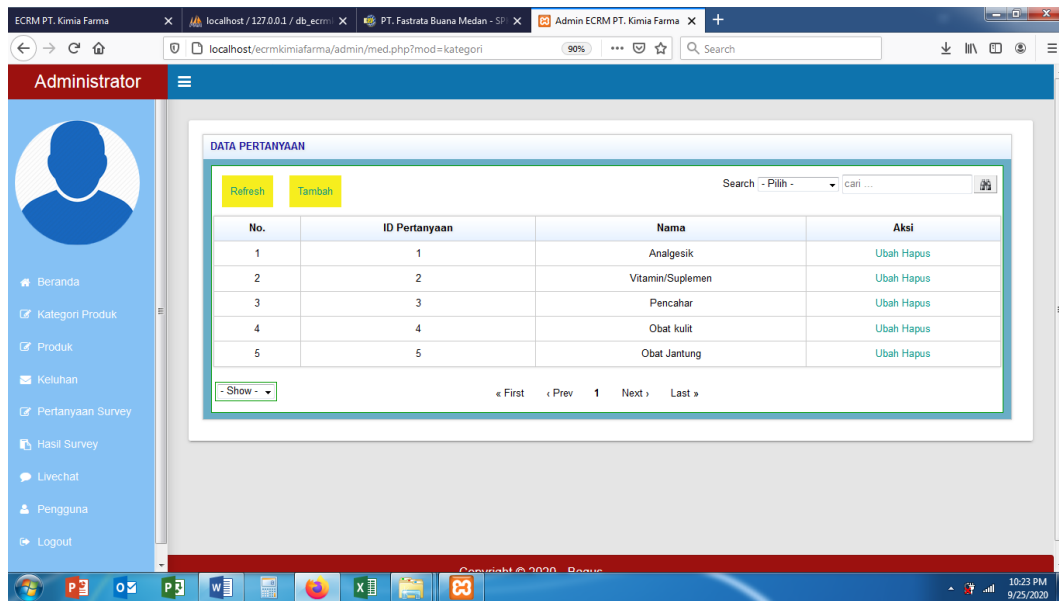 ECRM PT. Kimia Farma
localhost / 127.0.0.1 / db_ecrmi
PT. Fastrata Buana Medan - SPI
Admin ECRM PT. Kimia Farma
localhost/ecrmkimiafarma/admin/med.php?mod=kategori
90%
Search
Administrator
Beranda
Kategori Produk
Produk
Keluhan
Pertanyaan Survey
Hasil Survey
Livechat
Pengguna
Logout
DATA PERTANYAAN
Refresh Tambah Search - Pilih - cari ...
No. ID Pertanyaan Nama Aksi
1 1 Analgesik Ubah Hapus
2 2 Vitamin/Suplemen Ubah Hapus
3 3 Pencahar Ubah Hapus
4 4 Obat kulit Ubah Hapus
5 5 Obat Jantung Ubah Hapus
- Show - « First ‹ Prev 1 Next › Last »
Copyright © 2020 - Bogus
10:23 PM
9/25/2020